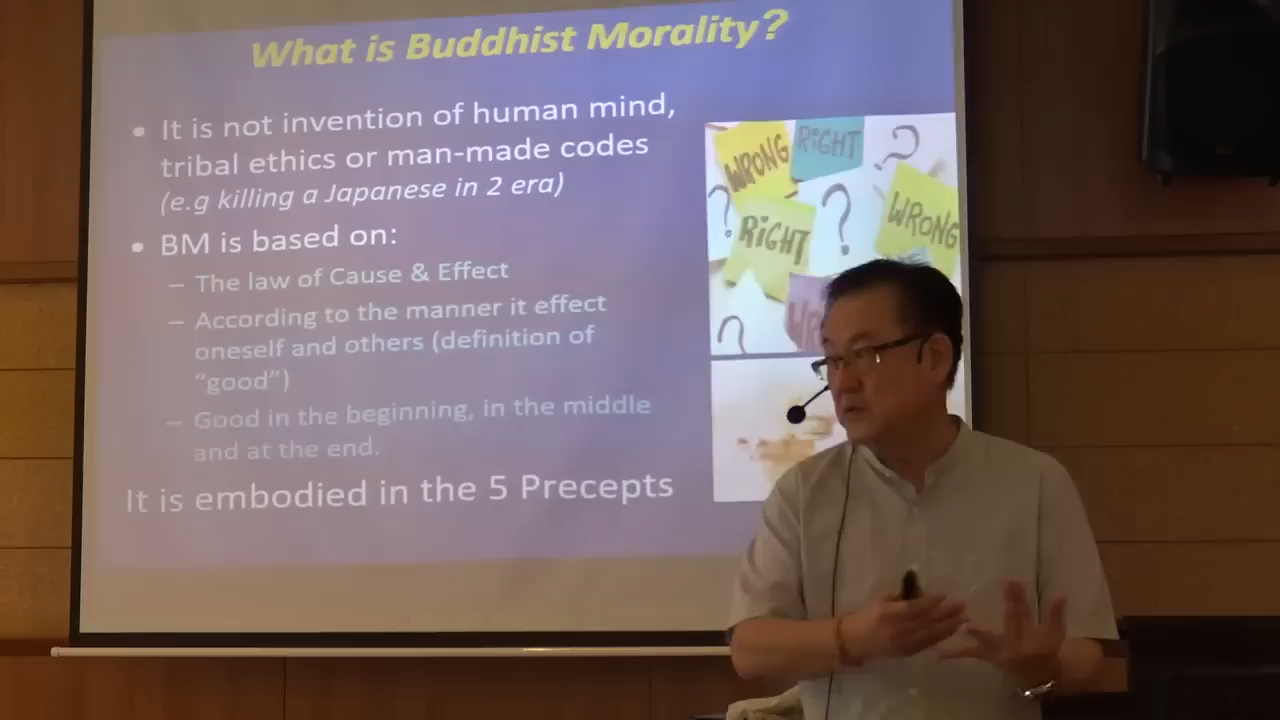 What is Buddhist Morality?
• It is not invention of human mind,
tribal ethics or man-made codes
(e.g killing a Japanese in 2 era)
• BM is based on:
– The law of Cause & Effect
– According to the manner it effect
oneself and others (definition of
“good”)
– Good in the beginning, in the middle
and at the end.
It is embodied in the 5 Precepts
WRONG
RIGHT
?
?
RIGHT
?
WRONG
?